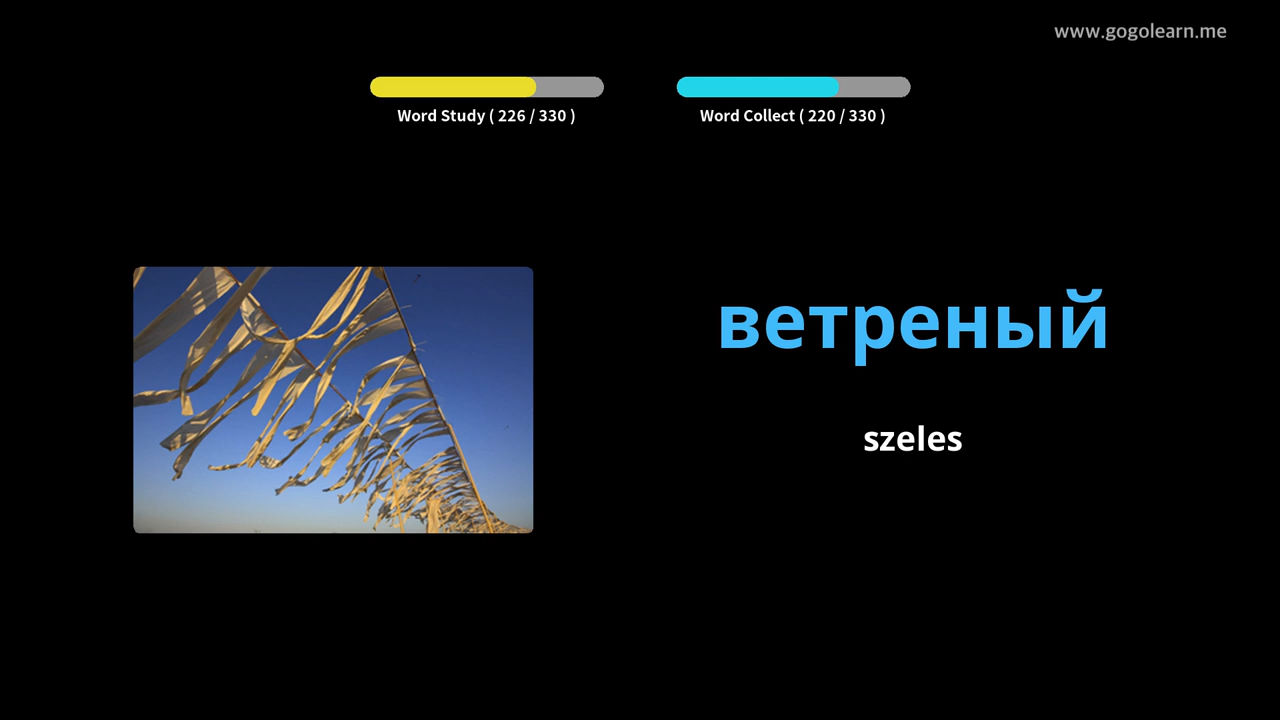 www.gogolearn.me
Word Study ( 226 / 330 )
Word Collect ( 220 / 330 )
ветреный
szeles